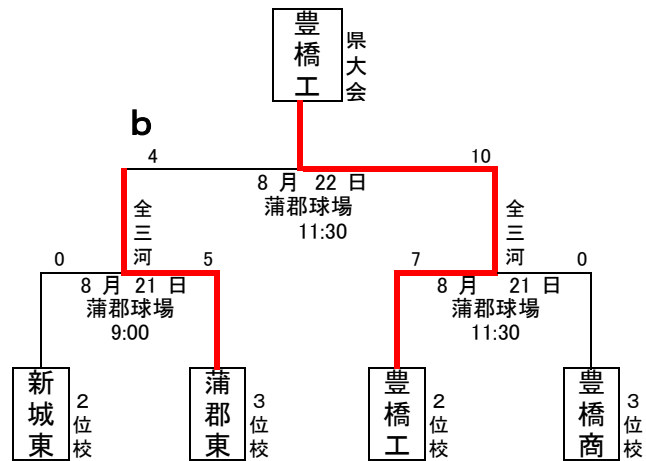 豊橋工
県大会
b
4
10
8 月 22 日
蒲郡球場
11:30
全三河
全三河
0
5
7
0
8 月 21 日
蒲郡球場
9:00
8 月 21 日
蒲郡球場
11:30
新城東
2位校
蒲郡東
3位校
豊橋工
2位校
豊橋商
3位校